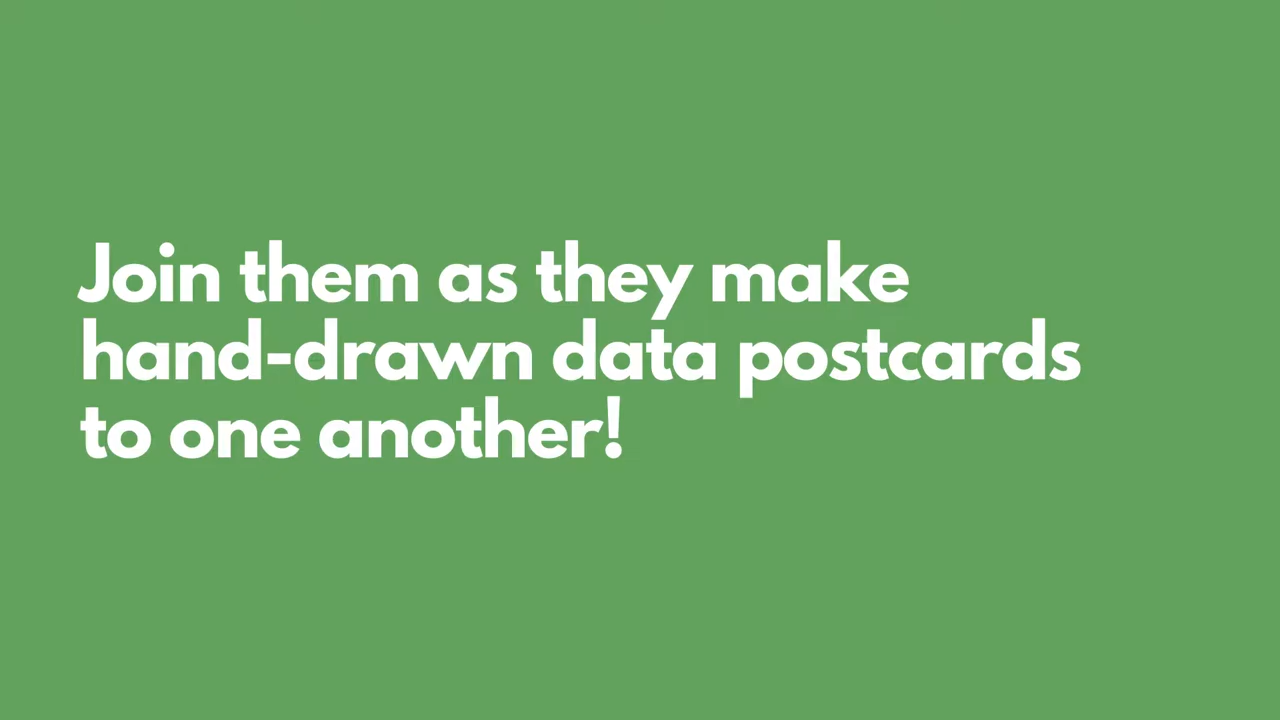 Join them as they make
hand-drawn data postcards
to one another!